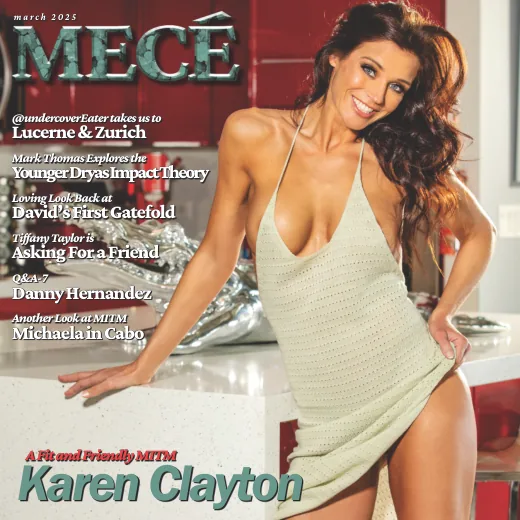 march 2025
MECÊ
@undercoverEater takes us to
Lucerne & Zurich
Mark Thomas Explores the
Younger Dryas Impact Theory
Loving Look Back at
David's First Gatefold
Tiffany Taylor is
Asking For a Friend
Q&A-7
Danny Hernandez
Another Look at MITM
Michaela in Cabo
A Fit and Friendly MITM
Karen Clayton